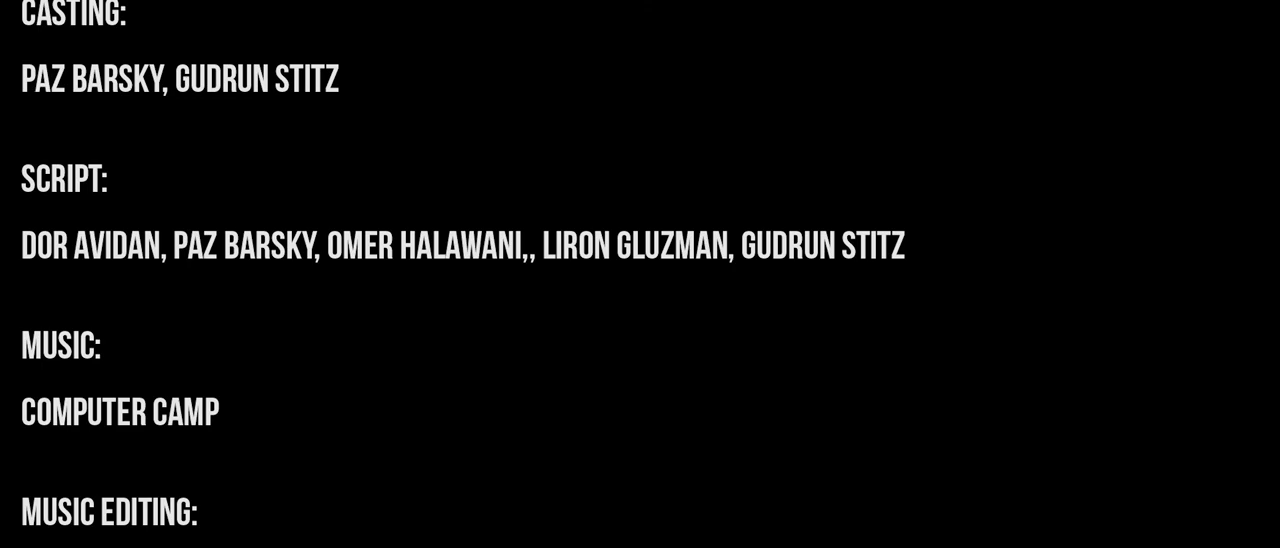 CASTING:
PAZ BARSKY, GUDRUN STITZ
SCRIPT:
DOR AVIDAN, PAZ BARSKY, OMER HALAWANI,, LIRON GLUZMAN, GUDRUN STITZ
MUSIC:
COMPUTER CAMP
MUSIC EDITING: